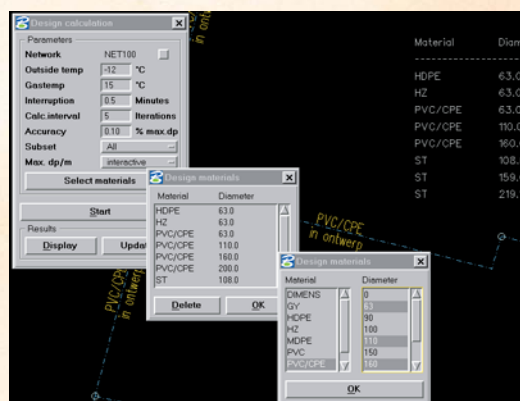 Design calculation
Parameters
Network NET100
Outside temp -12 °C
Gastemp 15 °C
Interruption 0.5 Minutes
Calc.interval 5 Iterations
Accuracy 0.10 % max.dp
Subset All
Max. dp/m interactive
Select materials
Start
Results
Display Updat
in ontwerp
Material Diam
HDPE 63.0
HZ 63.0
PVC/CPE 63.0
PVC/CPE 110.0
PVC/CPE 160.0
ST 108.
ST 159.
ST 219.
Design materials
Material Diameter
HDPE 63.0
HZ 63.0
PVC/CPE 63.0
PVC/CPE 110.0
PVC/CPE 160.0
PVC/CPE 200.0
ST 108.0
Delete OK
PVC/CPE
in ontwerp
PVC/CPE
in ontwerp
Design materials
Material Diameter
DIMENS 0
GY 63
HDPE 90
HZ 100
MDPE 110
PVC 150
PVC/CPE 160
OK